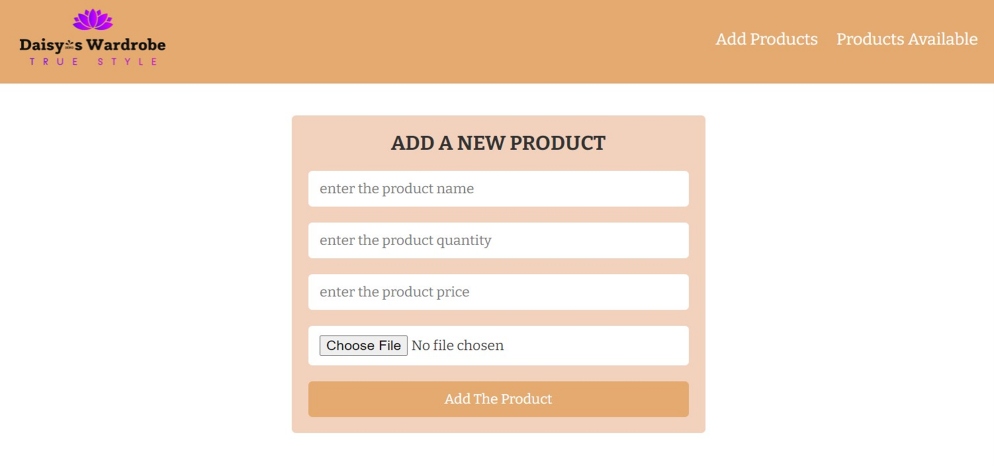 Daisy's Wardrobe
TRUE STYLE
Add Products Products Available
ADD A NEW PRODUCT
enter the product name
enter the product quantity
enter the product price
Choose File No file chosen
Add The Product